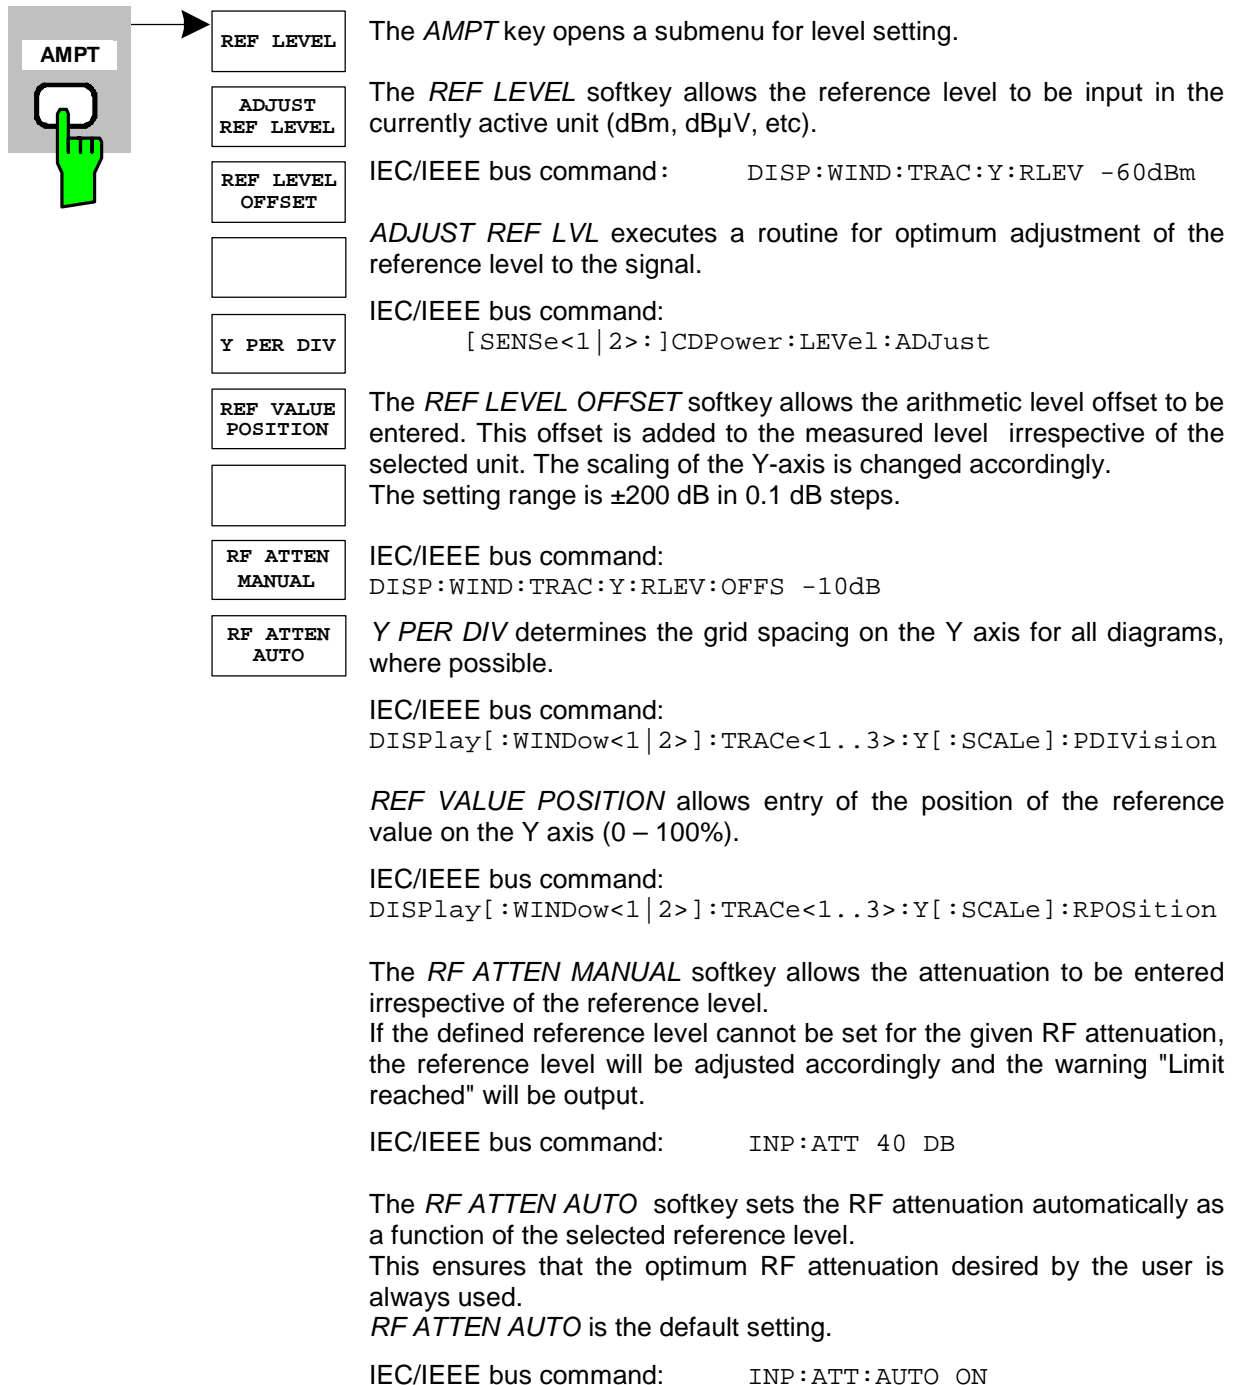 AMPT
REF LEVEL
ADJUST
REF LEVEL
REF LEVEL
OFFSET
Y PER DIV
REF VALUE
POSITION
RF ATTEN
MANUAL
RF ATTEN
AUTO
The AMPT key opens a submenu for level setting.
The REF LEVEL softkey allows the reference level to be input in the
currently active unit (dBm, dBµV, etc).
IEC/IEEE bus command: DISP:WIND:TRAC:Y:RLEV -60dBm
ADJUST REF LVL executes a routine for optimum adjustment of the
reference level to the signal.
IEC/IEEE bus command:
[SENSe<1|2>:]CDPower:LEVel:ADJust
The REF LEVEL OFFSET softkey allows the arithmetic level offset to be
entered. This offset is added to the measured level irrespective of the
selected unit. The scaling of the Y-axis is changed accordingly.
The setting range is ±200 dB in 0.1 dB steps.
IEC/IEEE bus command:
DISP:WIND:TRAC:Y:RLEV:OFFS -10dB
Y PER DIV determines the grid spacing on the Y axis for all diagrams,
where possible.
IEC/IEEE bus command:
DISPlay[:WINDow<1|2>]:TRACe<1..3>:Y[:SCALe]:PDIVision
REF VALUE POSITION allows entry of the position of the reference
value on the Y axis (0 – 100%).
IEC/IEEE bus command:
DISPlay[:WINDow<1|2>]:TRACe<1..3>:Y[:SCALe]:RPOSition
The RF ATTEN MANUAL softkey allows the attenuation to be entered
irrespective of the reference level.
If the defined reference level cannot be set for the given RF attenuation,
the reference level will be adjusted accordingly and the warning "Limit
reached" will be output.
IEC/IEEE bus command: INP:ATT 40 DB
The RF ATTEN AUTO softkey sets the RF attenuation automatically as
a function of the selected reference level.
This ensures that the optimum RF attenuation desired by the user is
always used.
RF ATTEN AUTO is the default setting.
IEC/IEEE bus command: INP:ATT:AUTO ON